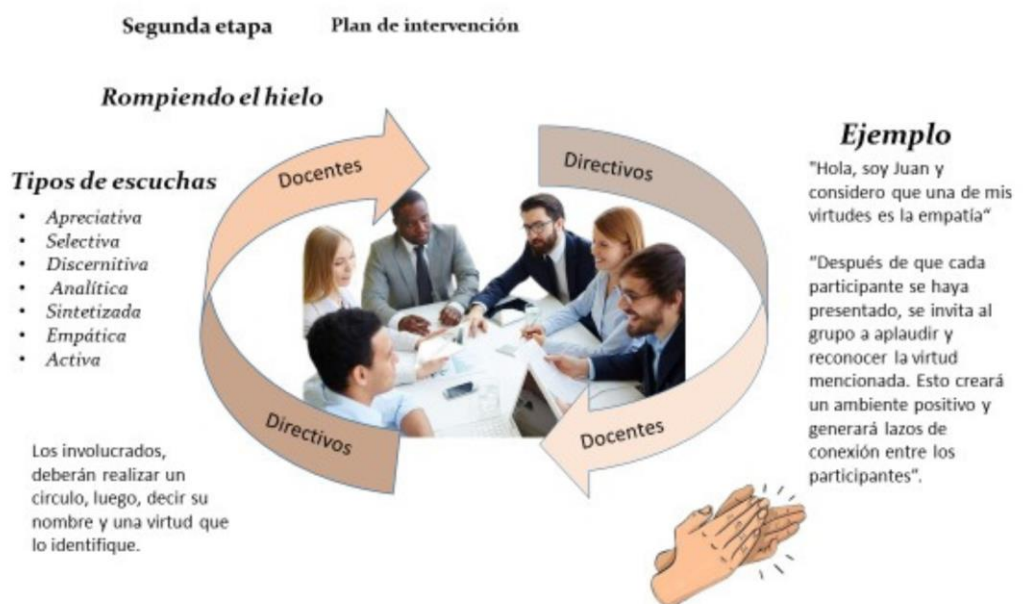 Segunda etapa
Plan de intervención
Rompiendo el hielo
Tipos de escuchas
• Apreciativa
• Selectiva
• Discernitiva
• Analítica
• Sintetizada
• Empática
• Activa
Los involucrados,
deberán realizar un
circulo, luego, decir su
nombre y una virtud que
lo identifique.
Docentes
Directivos
Directivos
Docentes
Ejemplo
"Hola, soy Juan y
considero que una de mis
virtudes es la empatía“
“Después de que cada
participante se haya
presentado, se invita al
grupo a aplaudir y
reconocer la virtud
mencionada. Esto creará
un ambiente positivo y
generará lazos de
conexión entre los
participantes“.